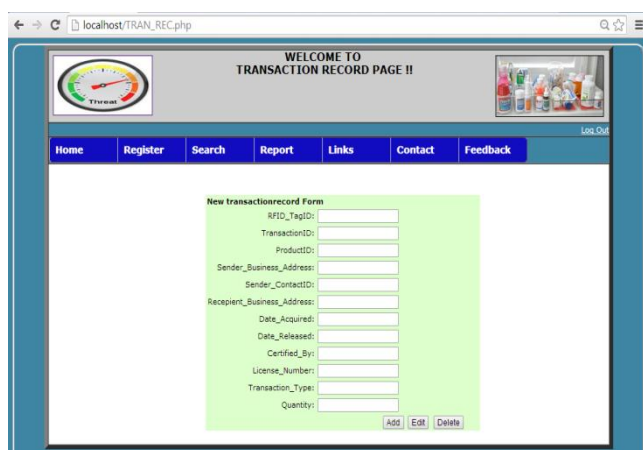 localhost/TRAN_REC.php
WELCOME TO
TRANSACTION RECORD PAGE !!
Threat
Log Out
Home Register Search Report Links Contact Feedback
New transactionrecord Form
RFID_TagID:
TransactionID:
ProductID:
Sender_Business_Address:
Sender_ContactID:
Recepient_Business_Address:
Date_Acquired:
Date_Released:
Certified_By:
License_Number:
Transaction_Type:
Quantity:
Add Edit Delete